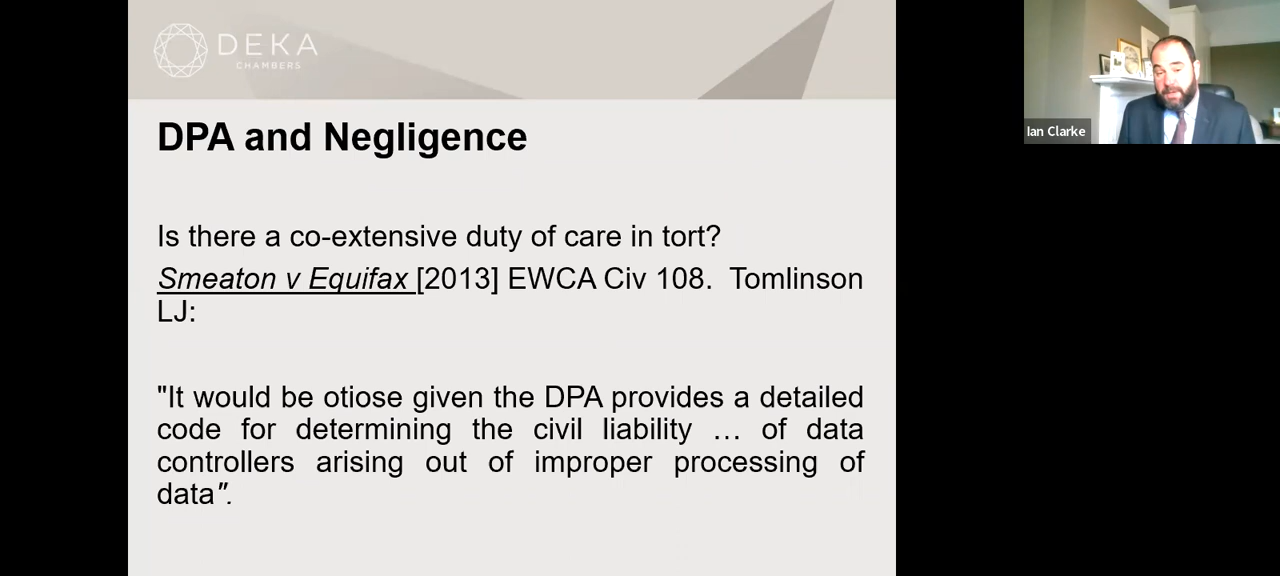 DEKA
CHAMBERS
DPA and Negligence
Is there a co-extensive duty of care in tort?
Smeaton v Equifax [2013] EWCA Civ 108. Tomlinson
LJ:
"It would be otiose given the DPA provides a detailed
code for determining the civil liability … of data
controllers arising out of improper processing of
data".
Ian Clarke